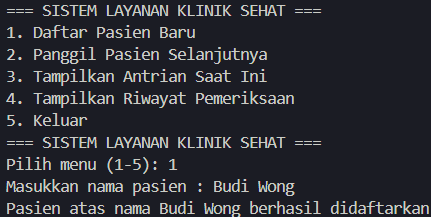 === SISTEM LAYANAN KLINIK SEHAT ===
1. Daftar Pasien Baru
2. Panggil Pasien Selanjutnya
3. Tampilkan Antrian Saat Ini
4. Tampilkan Riwayat Pemeriksaan
5. Keluar
=== SISTEM LAYANAN KLINIK SEHAT ===
Pilih menu (1-5): 1
Masukkan nama pasien : Budi Wong
Pasien atas nama Budi Wong berhasil didaftarkan